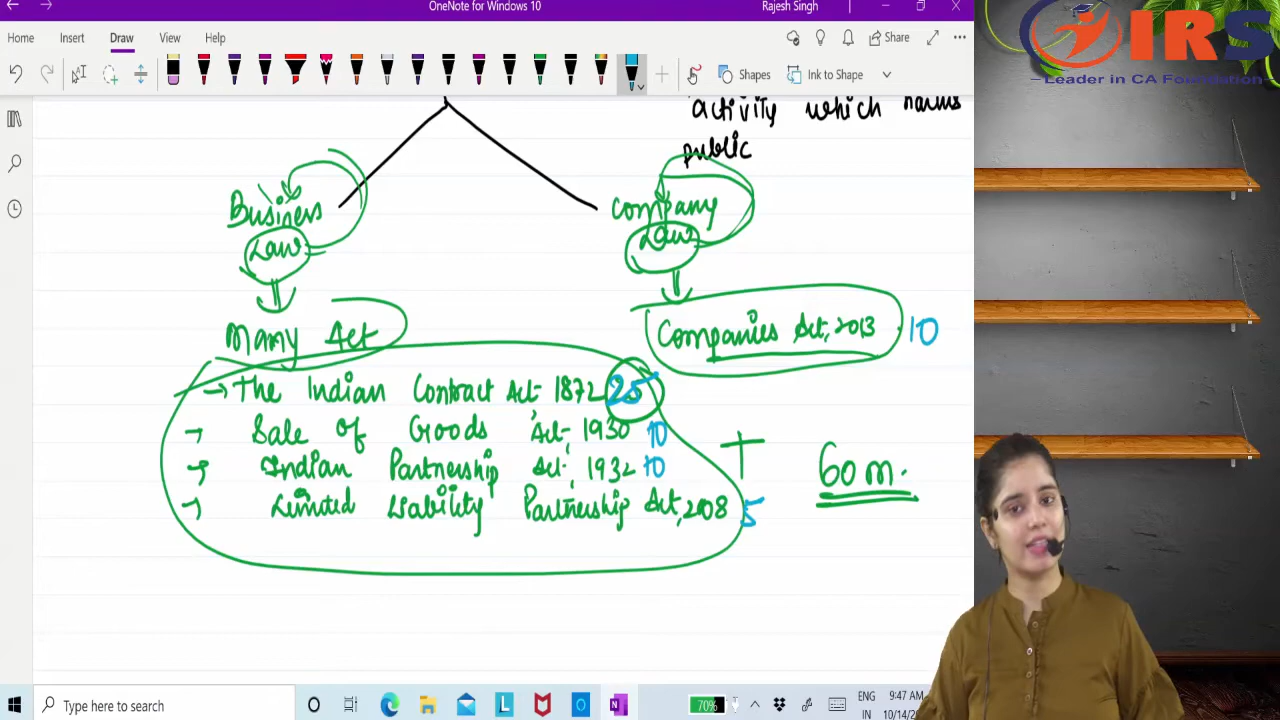 OneNote for Windows 10
Rajesh Singh
Home Insert Draw View Help
Share
Shapes
Ink to Shape
IRS
Leader in CA Foundation
activity which harms
public
Business
Law
Company
Law
Many Act
Companies Act, 2013 10
→ The Indian Contract Act, 1872 25
→ Sale of Goods Act, 1930 10
→ Indian Partnership Act, 1932 10
→ Limited Liability Partnership Act, 2008 5
+
60 m.
Type here to search
70%
ENG
IN
9:47 AM